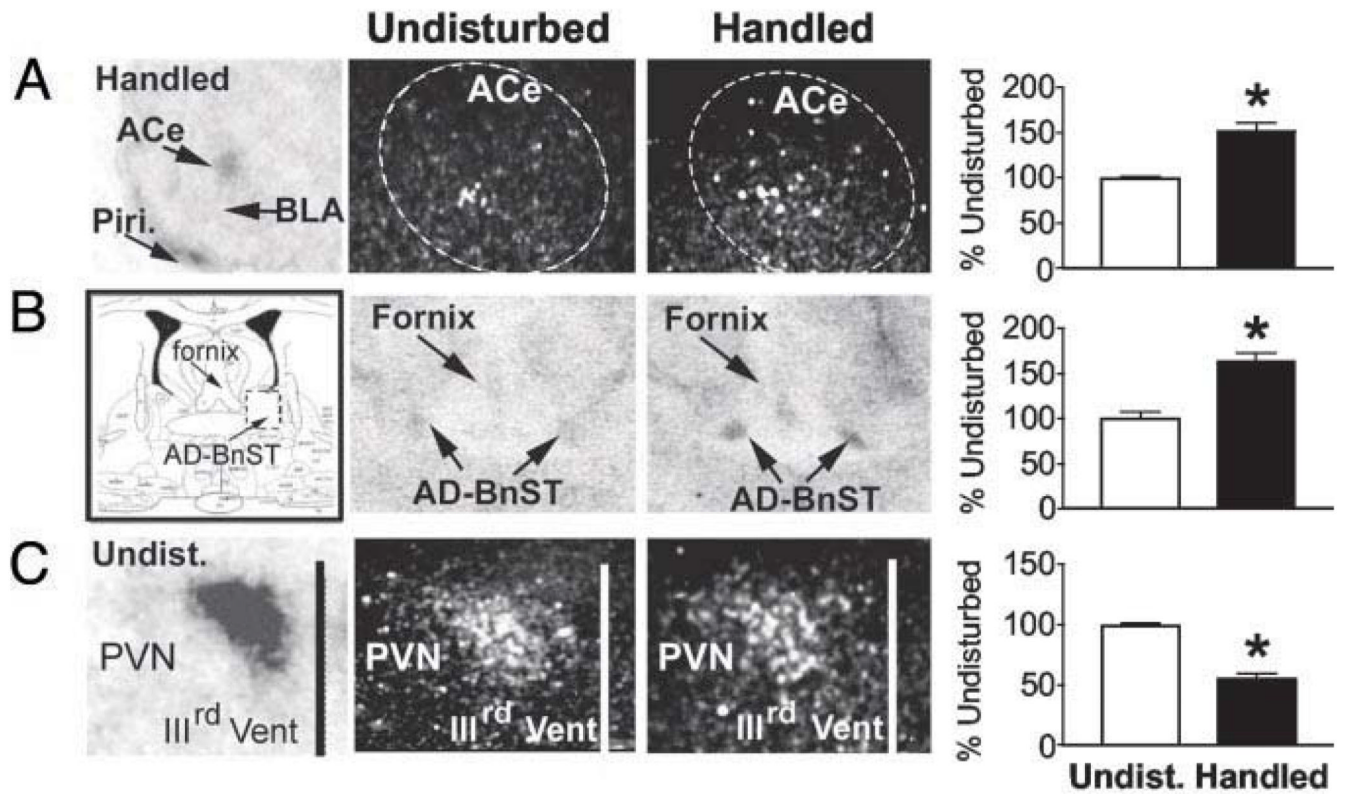 Undisturbed
Handled
A
Handled
ACe
BLA
Piri.
ACe
ACe
% Undisturbed
200
150
100
50
0
*
B
fornix
AD-BnST
Fornix
AD-BnST
Fornix
AD-BnST
% Undisturbed
200
150
100
50
0
*
C
Undist.
PVN
IIIrd Vent
PVN
IIIrd Vent
PVN
IIIrd Vent
% Undisturbed
150
100
50
0
*
Undist. Handled